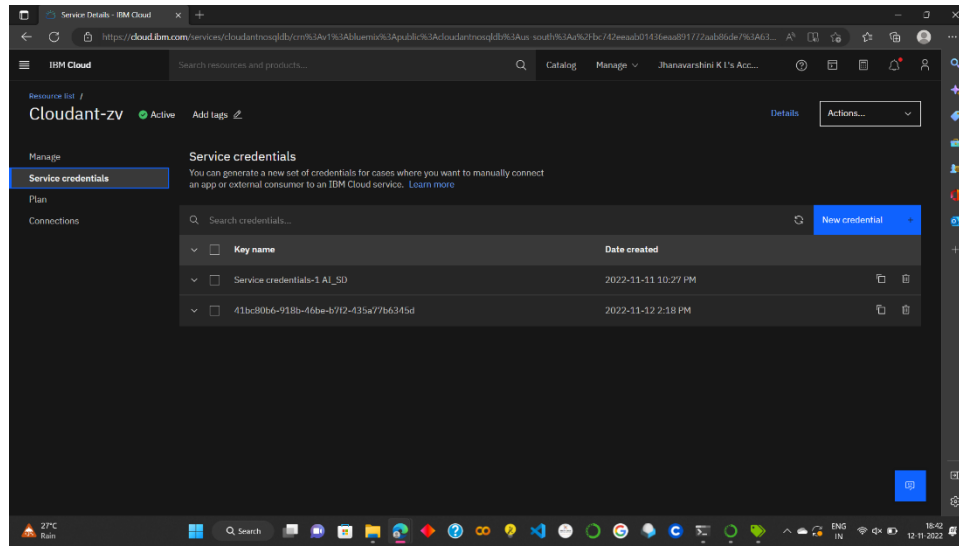 Service Details - IBM Cloud
IBM Cloud
Search resources and products...
Catalog
Manage
Jhanavarshini K L's Acc...
Resource list /
Cloudant-zv
Active
Add tags
Details
Actions...
Manage
Service credentials
Plan
Connections
Service credentials
You can generate a new set of credentials for cases where you want to manually connect
an app or external consumer to an IBM Cloud service. Learn more
Search credentials...
New credential +
Key name
Date created
Service credentials-1 AI_SD
2022-11-11 10:27 PM
41bc80b6-918b-46be-b7f2-435a77b6345d
2022-11-12 2:18 PM
27°C
Rain
Search
ENG
IN
18:42
12-11-2022